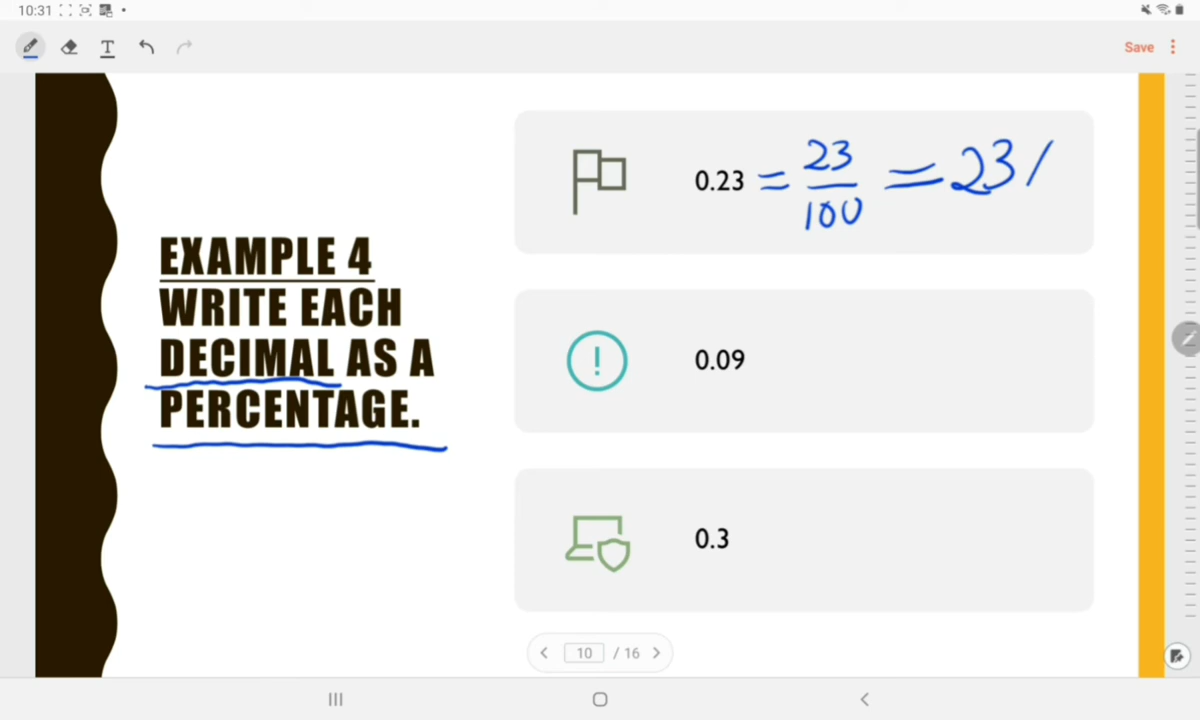 10:31
Save
EXAMPLE 4
WRITE EACH
DECIMAL AS A
PERCENTAGE.
0.23 = 23/100 = 23/
0.09
0.3
10 / 16